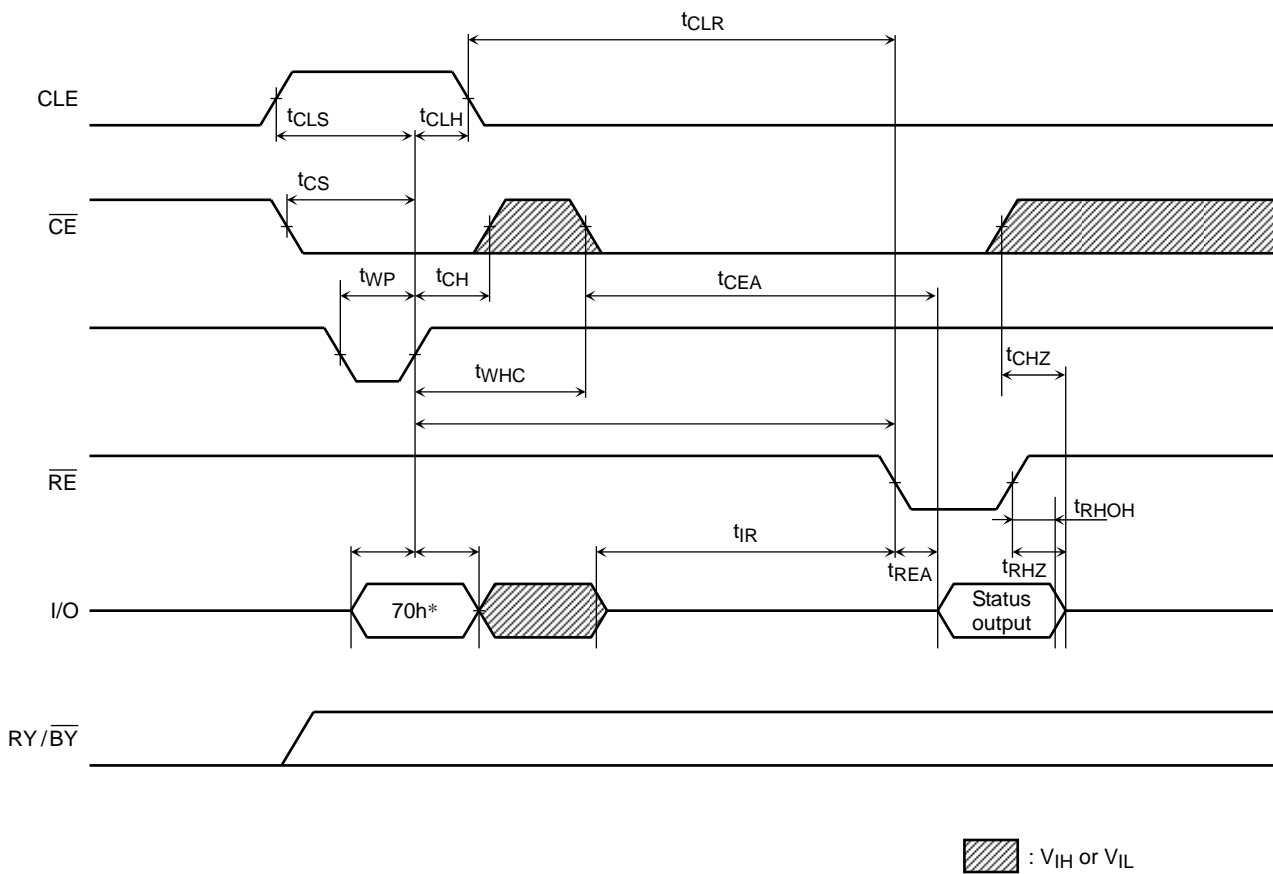 tCLR
CLE
tCLS
tCLH
tCS
CE
tWP
tCH
tCEA
tWHC
tCHZ
RE
tRHOH
tIR
tREA
tRHZ
I/O
70h*
Status
output
RY/BY
: VIH or VIL